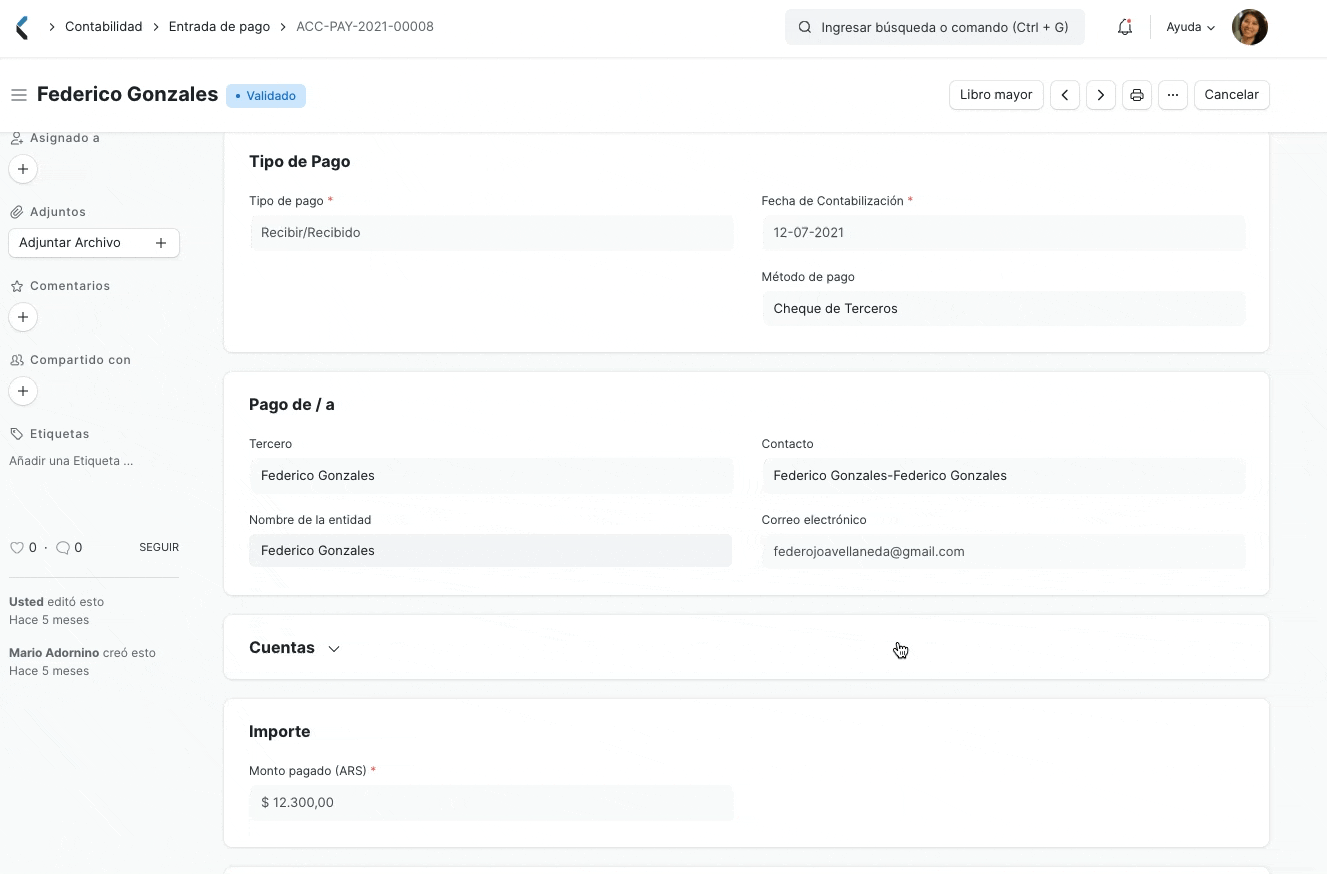 Contabilidad
Entrada de pago
ACC-PAY-2021-00008
Ingresar búsqueda o comando (Ctrl + G)
Ayuda
Federico Gonzales
Validado
Libro mayor
Cancelar
Asignado a
Adjuntos
Adjuntar Archivo
Comentarios
Compartido con
Etiquetas
Añadir una Etiqueta ...
0 · 0
SEGUIR
Usted editó esto
Hace 5 meses
Mario Adornino creó esto
Hace 5 meses
Tipo de Pago
Tipo de pago *
Recibir/Recibido
Fecha de Contabilización *
12-07-2021
Método de pago
Cheque de Terceros
Pago de / a
Tercero
Federico Gonzales
Contacto
Federico Gonzales-Federico Gonzales
Nombre de la entidad
Federico Gonzales
Correo electrónico
federojoavellaneda@gmail.com
Cuentas
Importe
Monto pagado (ARS) *
$ 12.300,00